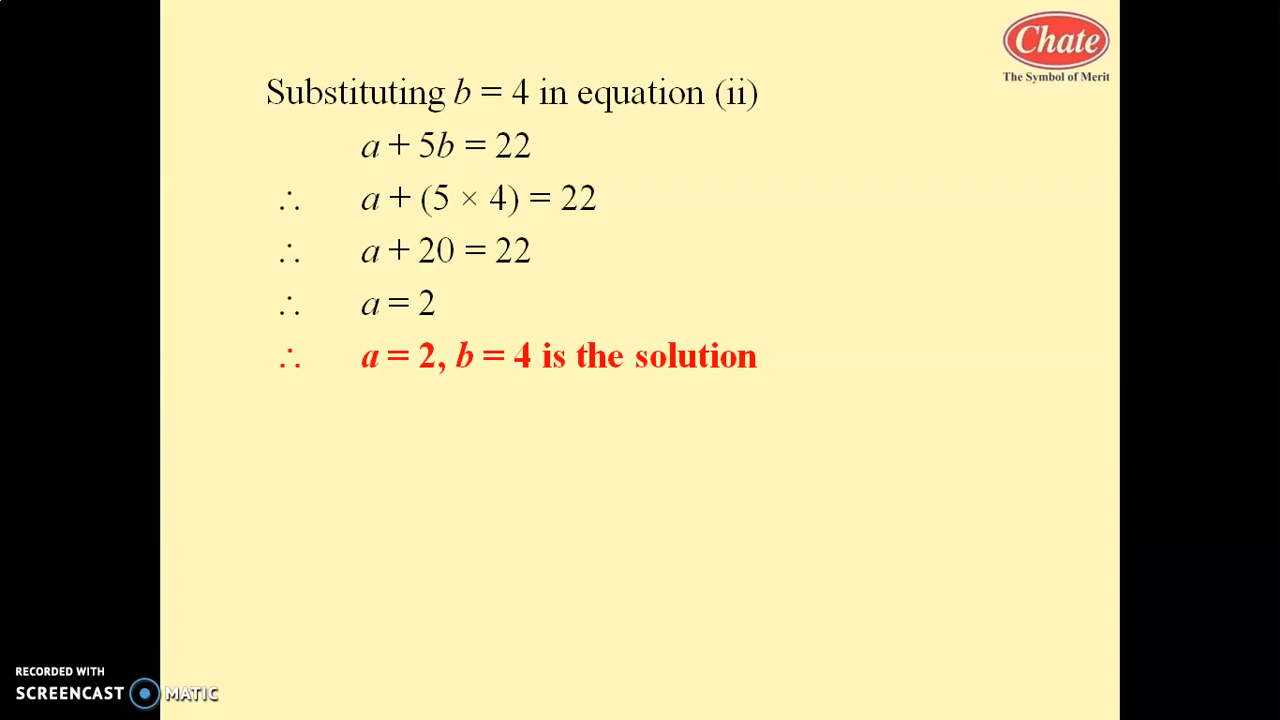 Chate
The Symbol of Merit
Substituting b = 4 in equation (ii)
a + 5b = 22
∴ a + (5 × 4) = 22
∴ a + 20 = 22
∴ a = 2
∴ a = 2, b = 4 is the solution
RECORDED WITH
SCREENCAST MATIC